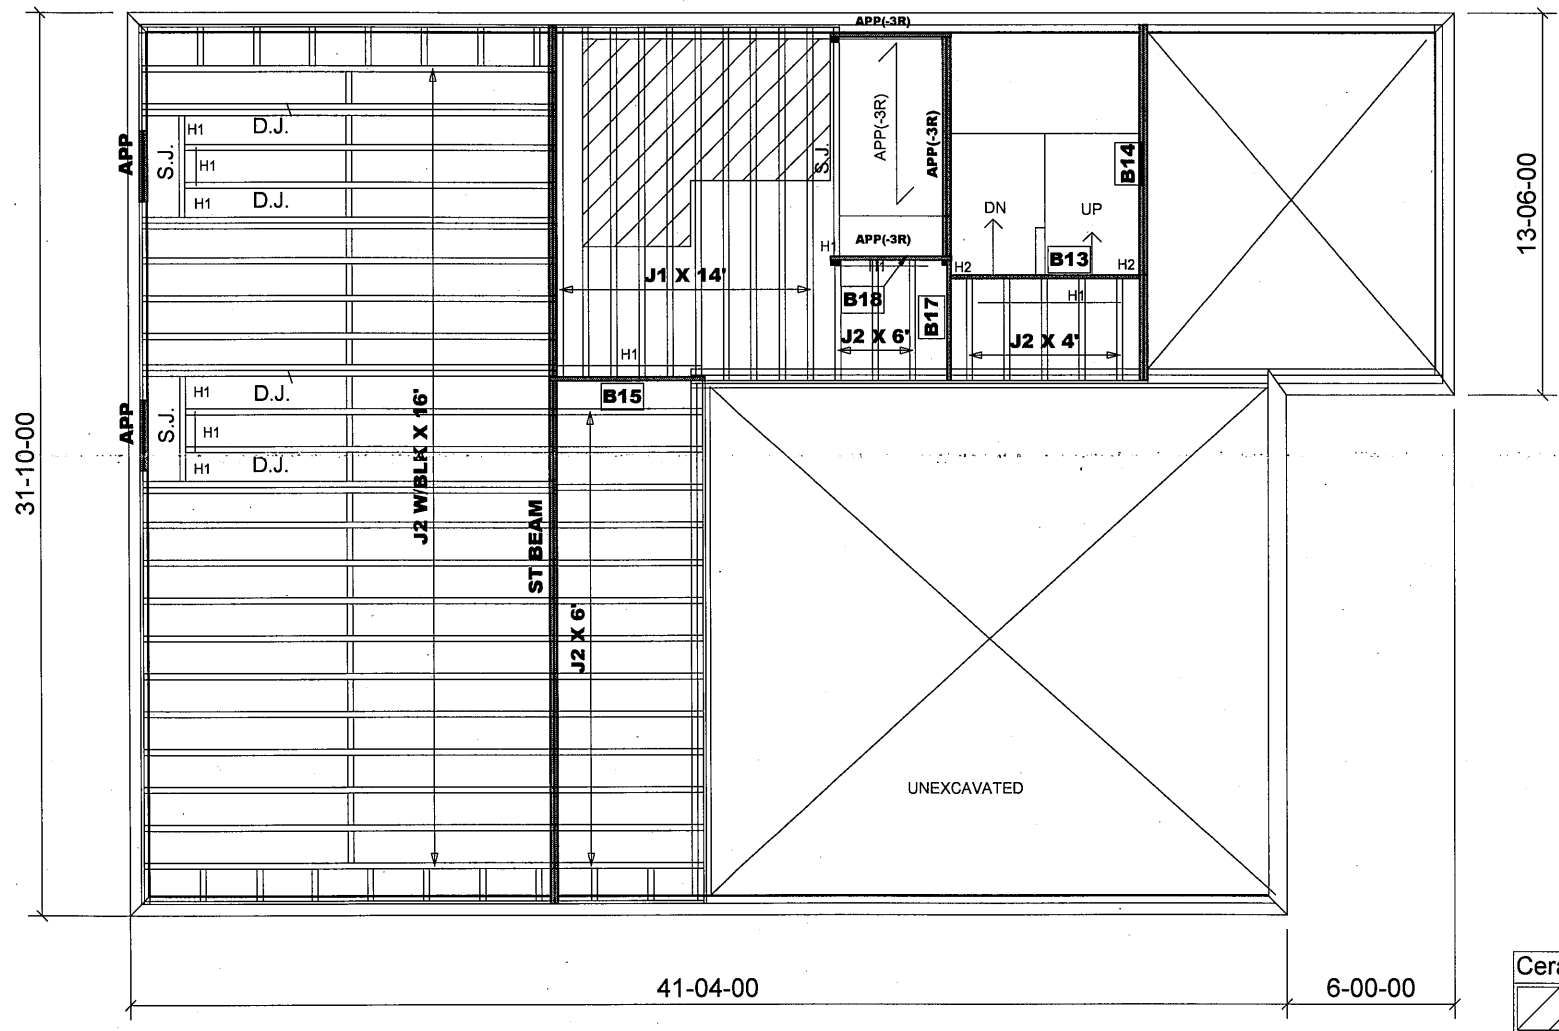 APP(-3R)
D.J.
H1
S.J.
H1
APP
D.J.
H1
S.J.
APP(-3R)
APP(-3R)
B14
DN
UP
13-06-00
H1
APP(-3R)
H1
H2
B13
H2
J1 X 14'
B18
B17
H1
J2 X 6'
J2 X 4'
H1
B15
H1
D.J.
S.J.
H1
APP
H1
D.J.
J2 W/BLK X 16'
31-10-00
ST BEAM
J2 X 6'
UNEXCAVATED
Cera
41-04-00
6-00-00